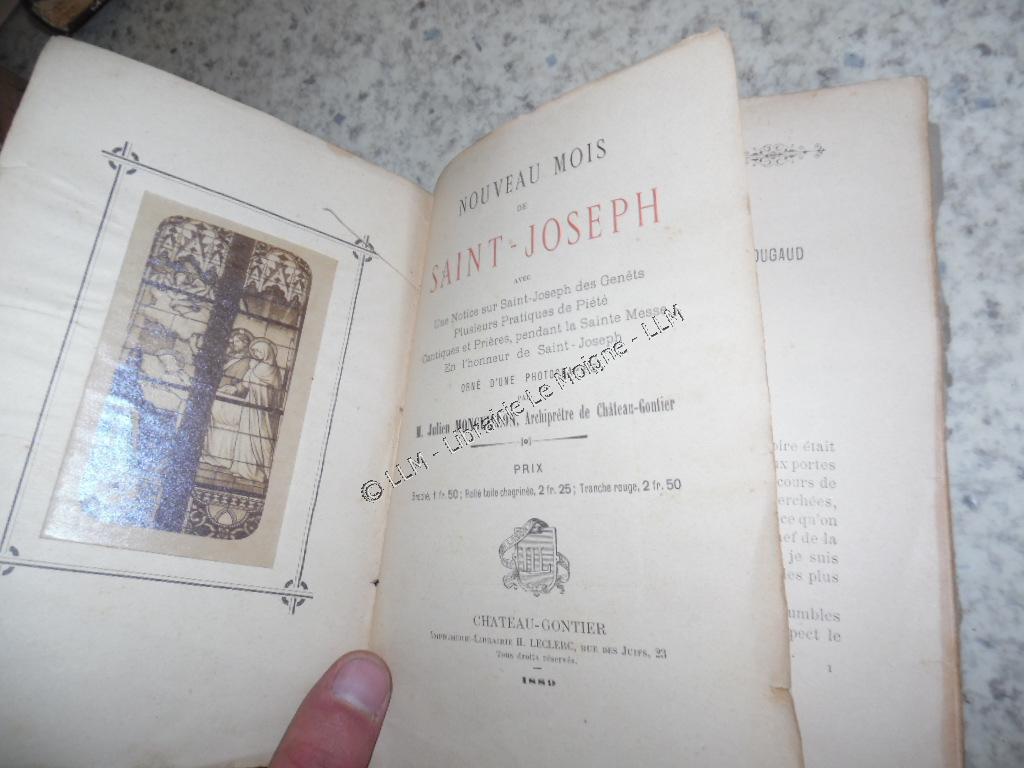 NOUVEAU MOIS
DE
SAINT-JOSEPH
AVEC
Une Notice sur Saint-Joseph des Genêts
Plusieurs Pratiques de Piété
Cantiques et Prières, pendant la Sainte Messe
En l'honneur de Saint-Joseph
ORNÉ D'UNE
M. Julien Archiprêtre de Château-Gontier
PRIX
Broché, 1 fr. 50; Relié toile chagrinée, 2 fr. 25; Tranche rouge, 2 fr. 50
CHATEAU-GONTIER
IMPRIMERIE-LIBRAIRIE H. LECLERC, RUE DES JUIFS, 23
Tous droits réservés.
1889
© LLM - Librairie Le Moigne - LLM
OUGAUD
pire était
ux portes
cours de
erchées,
ce qu'on
ef de la
je suis
es plus
umbles
pect le
1